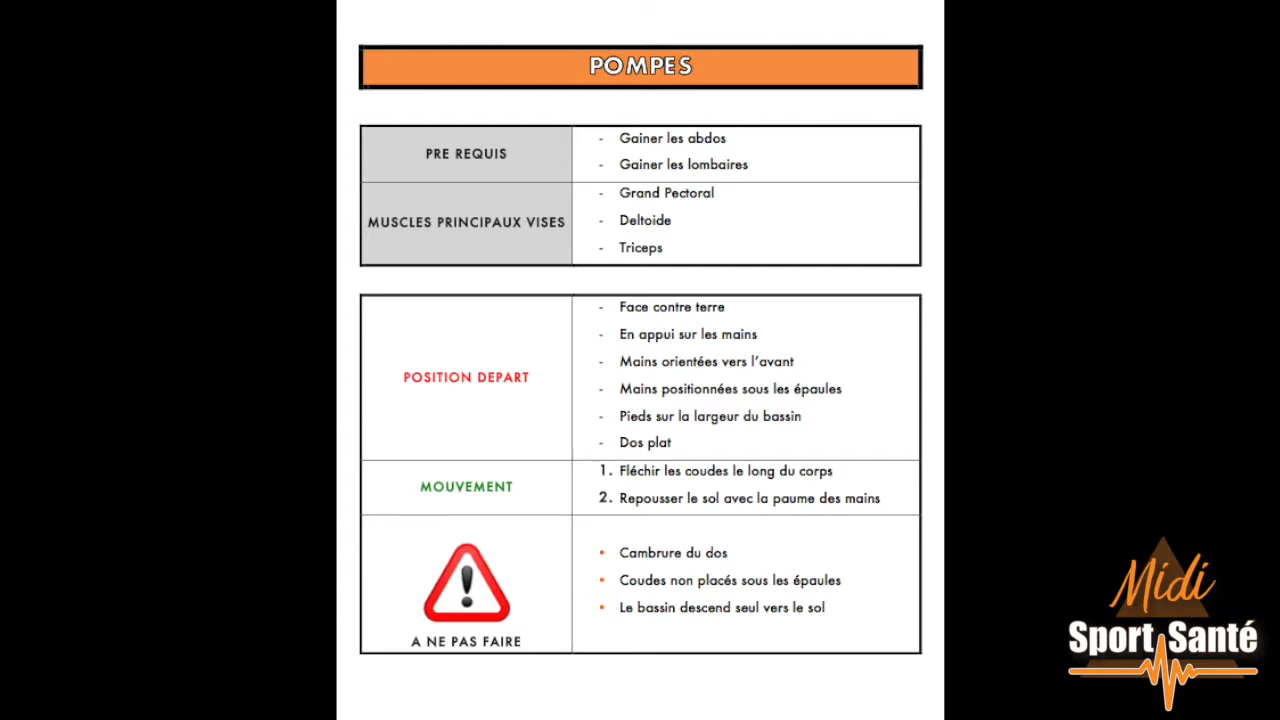 POMPES
PRE REQUIS
- Gainer les abdos
- Gainer les lombaires
MUSCLES PRINCIPAUX VISES
- Grand Pectoral
- Deltoide
- Triceps
POSITION DEPART
- Face contre terre
- En appui sur les mains
- Mains orientées vers l’avant
- Mains positionnées sous les épaules
- Pieds sur la largeur du bassin
- Dos plat
MOUVEMENT
1. Fléchir les coudes le long du corps
2. Repousser le sol avec la paume des mains
A NE PAS FAIRE
• Cambrure du dos
• Coudes non placés sous les épaules
• Le bassin descend seul vers le sol
Midi
Sport Santé